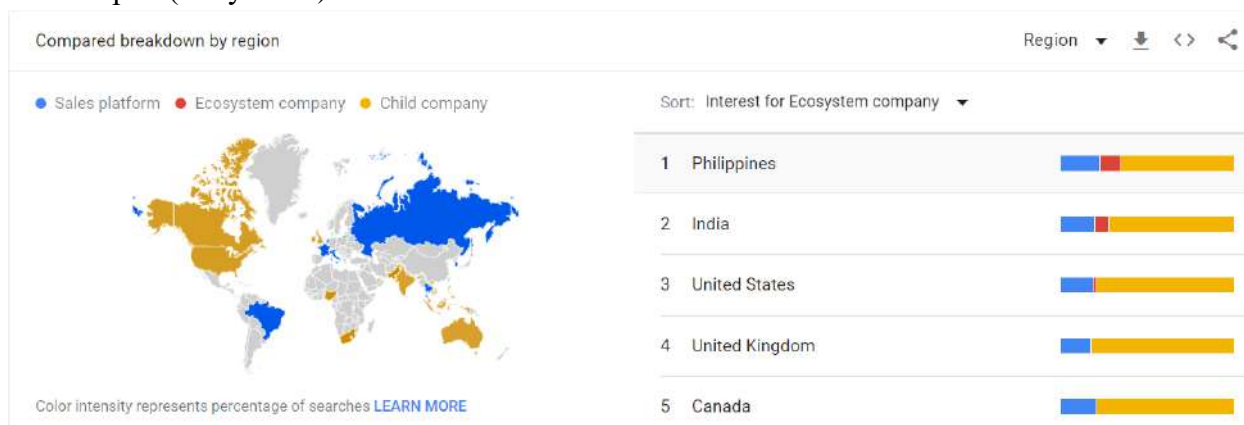 Compared breakdown by region
Region
Sales platform Ecosystem company Child company
Sort: Interest for Ecosystem company
1 Philippines
2 India
3 United States
4 United Kingdom
5 Canada
Color intensity represents percentage of searches LEARN MORE